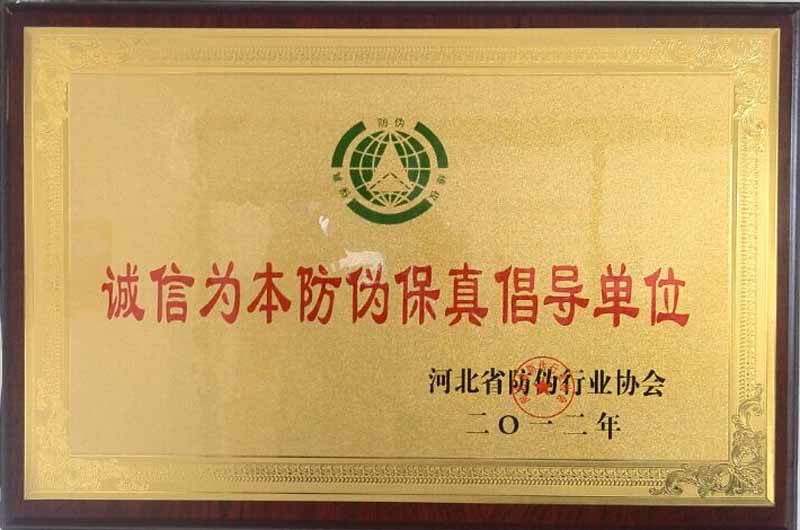 防伪
诚信为本防伪保真倡导单位
河北省防伪行业协会
二〇一二年